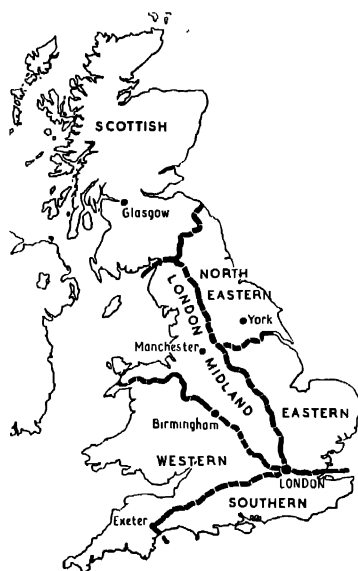 SCOTTISH
Glasgow
NORTH
EASTERN
LONDON
MIDLAND
York
Manchester
EASTERN
Birmingham
WESTERN
LONDON
SOUTHERN
Exeter